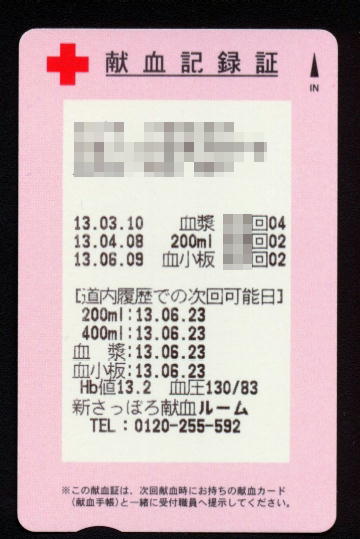 献血記録証
IN
13.03.10 血漿 回04
13.04.08 200ml 回02
13.06.09 血小板 回02
[道内履歴での次回可能日]
200ml:13.06.23
400ml:13.06.23
血 漿:13.06.23
血小板:13.06.23
Hb値13.2 血圧130/83
新さっぽろ献血ルーム
TEL:0120-255-592
※この献血証は、次回献血時にお持ちの献血カード
(献血手帳)と一緒に受付職員へ提示してください。